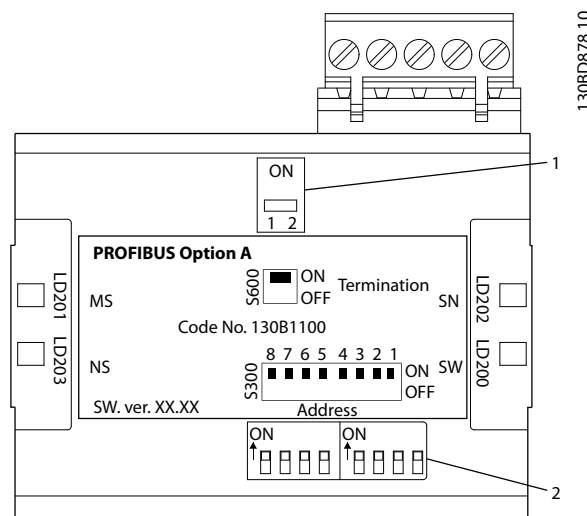 130BD878.10
1
ON
1 2
PROFIBUS Option A
S600
ON
OFF
Termination
LD201
MS
SN
LD202
Code No. 130B1100
LD203
NS
S300
8 7 6 5 4 3 2 1
ON
OFF
SW
LD200
SW. ver. XX.XX
Address
ON
ON
2